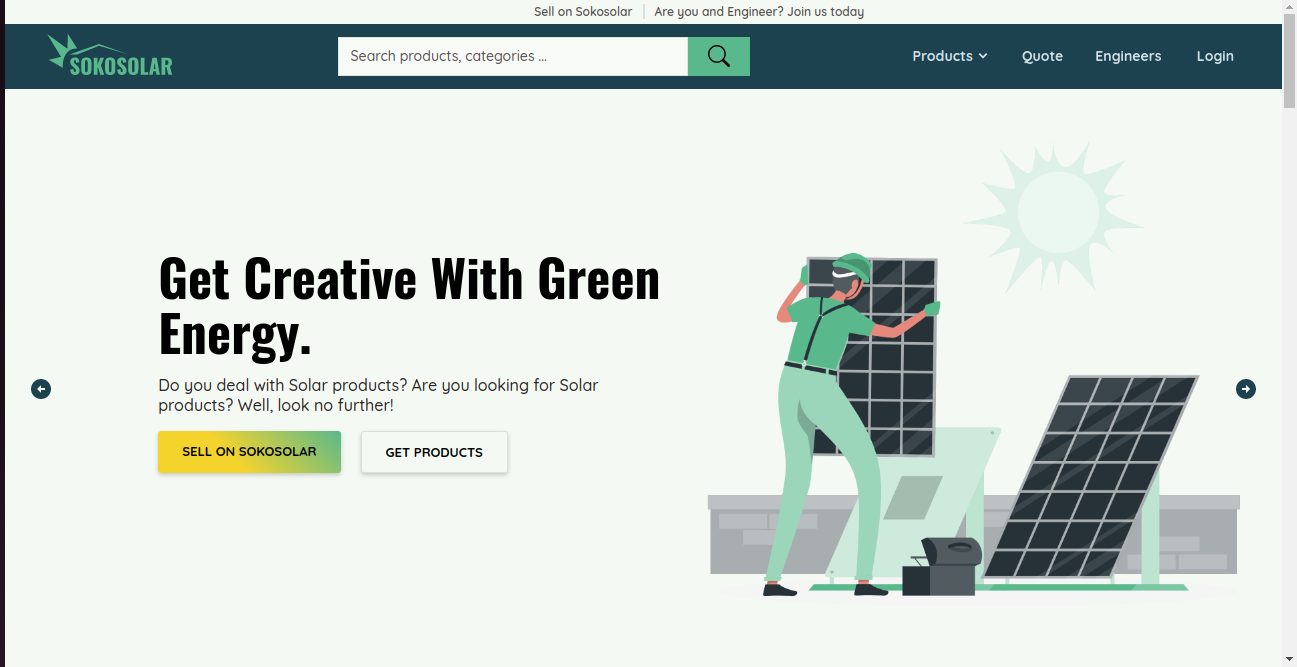 Sell on Sokosolar
Are you and Engineer? Join us today
SOKOSOLAR
Search products, categories ...
Products
Quote
Engineers
Login
Get Creative With Green
Energy.
Do you deal with Solar products? Are you looking for Solar
products? Well, look no further!
SELL ON SOKOSOLAR
GET PRODUCTS